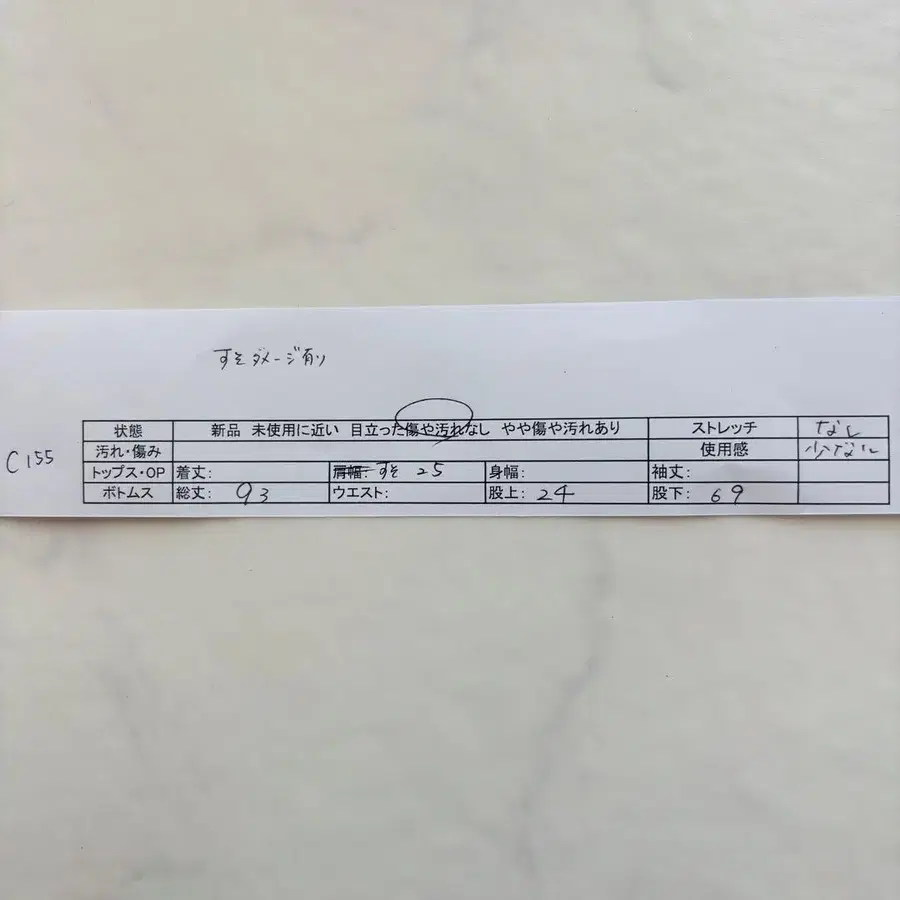 すそダメージ有り
C155
状態 新品 未使用に近い 目立った傷や汚れなし やや傷や汚れあり ストレッチ なし
汚れ・傷み 使用感 少ない
トップス・OP 着丈: 肩幅: すそ 25 身幅: 袖丈:
ボトムス 総丈: 93 ウエスト: 股上: 24 股下: 69